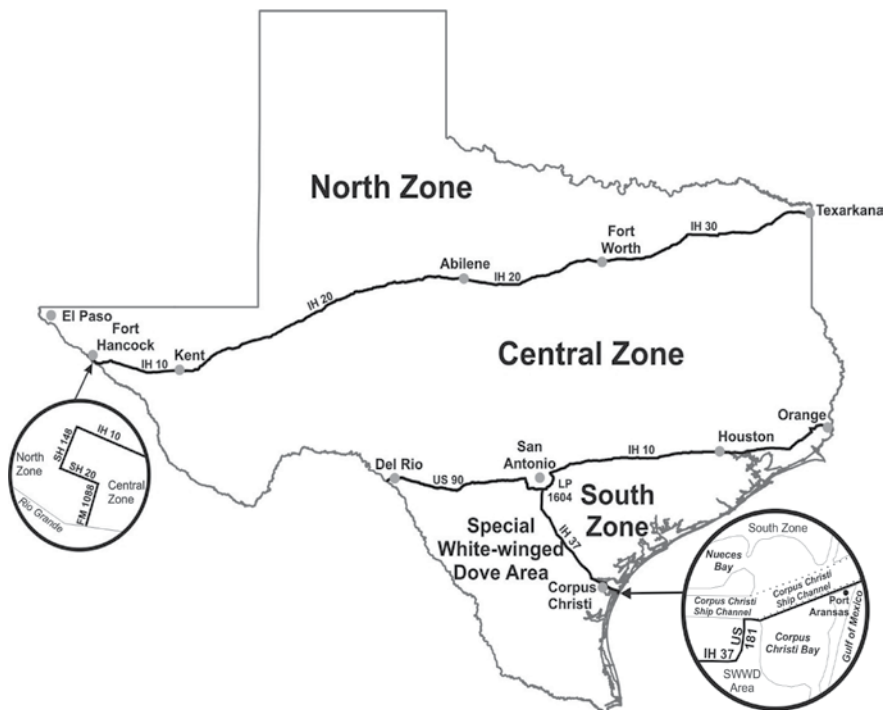 North Zone
Texarkana
IH 30
Fort
Worth
Abilene
IH 20
IH 20
El Paso
Fort
Hancock
Kent
IH 10
Central Zone
Orange
Houston
IH 10
San
Antonio
Del Rio
US 90
LP
1604
South
Zone
IH 37
Special
White-winged
Dove Area
Corpus
Christi
IH 10
SH 148
North
Zone
SH 20
Central
Zone
FM 1088
Rio Grande
South Zone
Nueces
Bay
Corpus Christi
Ship Channel
Corpus Christi
Ship Channel
Port
Aransas
US
181
Corpus
Christi Bay
Gulf of Mexico
IH 37
SWWD
Area